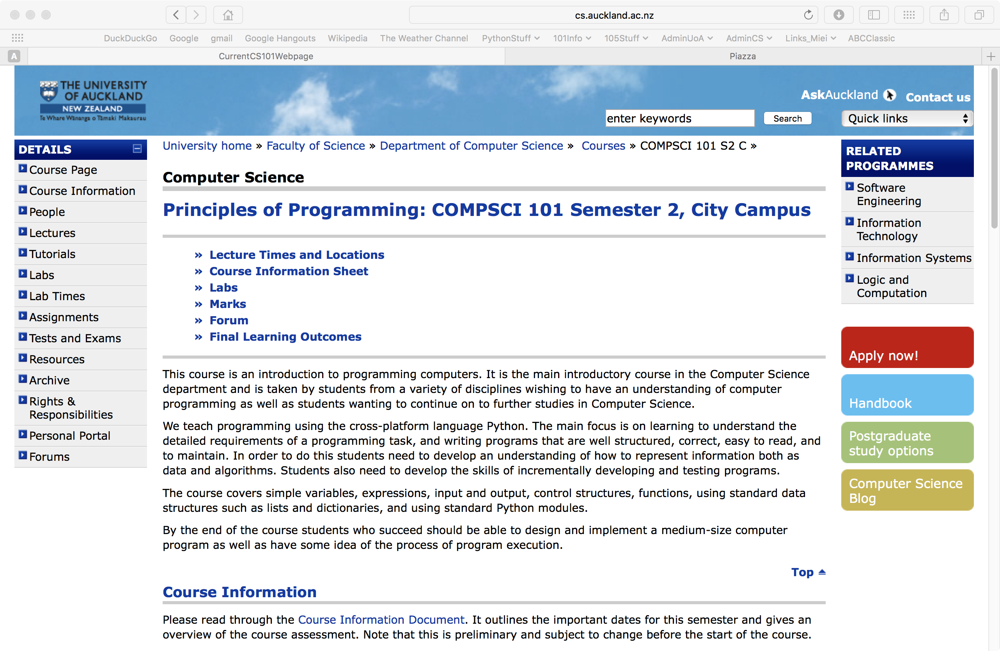 cs.auckland.ac.nz
DuckDuckGo Google gmail Google Hangouts Wikipedia The Weather Channel PythonStuff 101Info 105Stuff AdminUoA AdminCS Links_Miei ABCClassic
A CurrentCS101Webpage Piazza
THE UNIVERSITY
OF AUCKLAND
NEW ZEALAND
Te Whare Wānanga o Tāmaki Makaurau
AskAuckland Contact us
enter keywords Search Quick links
DETAILS
Course Page
Course Information
People
Lectures
Tutorials
Labs
Lab Times
Assignments
Tests and Exams
Resources
Archive
Rights &
Responsibilities
Personal Portal
Forums
University home » Faculty of Science » Department of Computer Science » Courses » COMPSCI 101 S2 C »
Computer Science
Principles of Programming: COMPSCI 101 Semester 2, City Campus
» Lecture Times and Locations
» Course Information Sheet
» Labs
» Marks
» Forum
» Final Learning Outcomes
This course is an introduction to programming computers. It is the main introductory course in the Computer Science
department and is taken by students from a variety of disciplines wishing to have an understanding of computer
programming as well as students wanting to continue on to further studies in Computer Science.
We teach programming using the cross-platform language Python. The main focus is on learning to understand the
detailed requirements of a programming task, and writing programs that are well structured, correct, easy to read, and
to maintain. In order to do this students need to develop an understanding of how to represent information both as
data and algorithms. Students also need to develop the skills of incrementally developing and testing programs.
The course covers simple variables, expressions, input and output, control structures, functions, using standard data
structures such as lists and dictionaries, and using standard Python modules.
By the end of the course students who succeed should be able to design and implement a medium-size computer
program as well as have some idea of the process of program execution.
Top
Course Information
Please read through the Course Information Document. It outlines the important dates for this semester and gives an
overview of the course assessment. Note that this is preliminary and subject to change before the start of the course.
RELATED
PROGRAMMES
Software
Engineering
Information
Technology
Information Systems
Logic and
Computation
Apply now!
Handbook
Postgraduate
study options
Computer Science
Blog